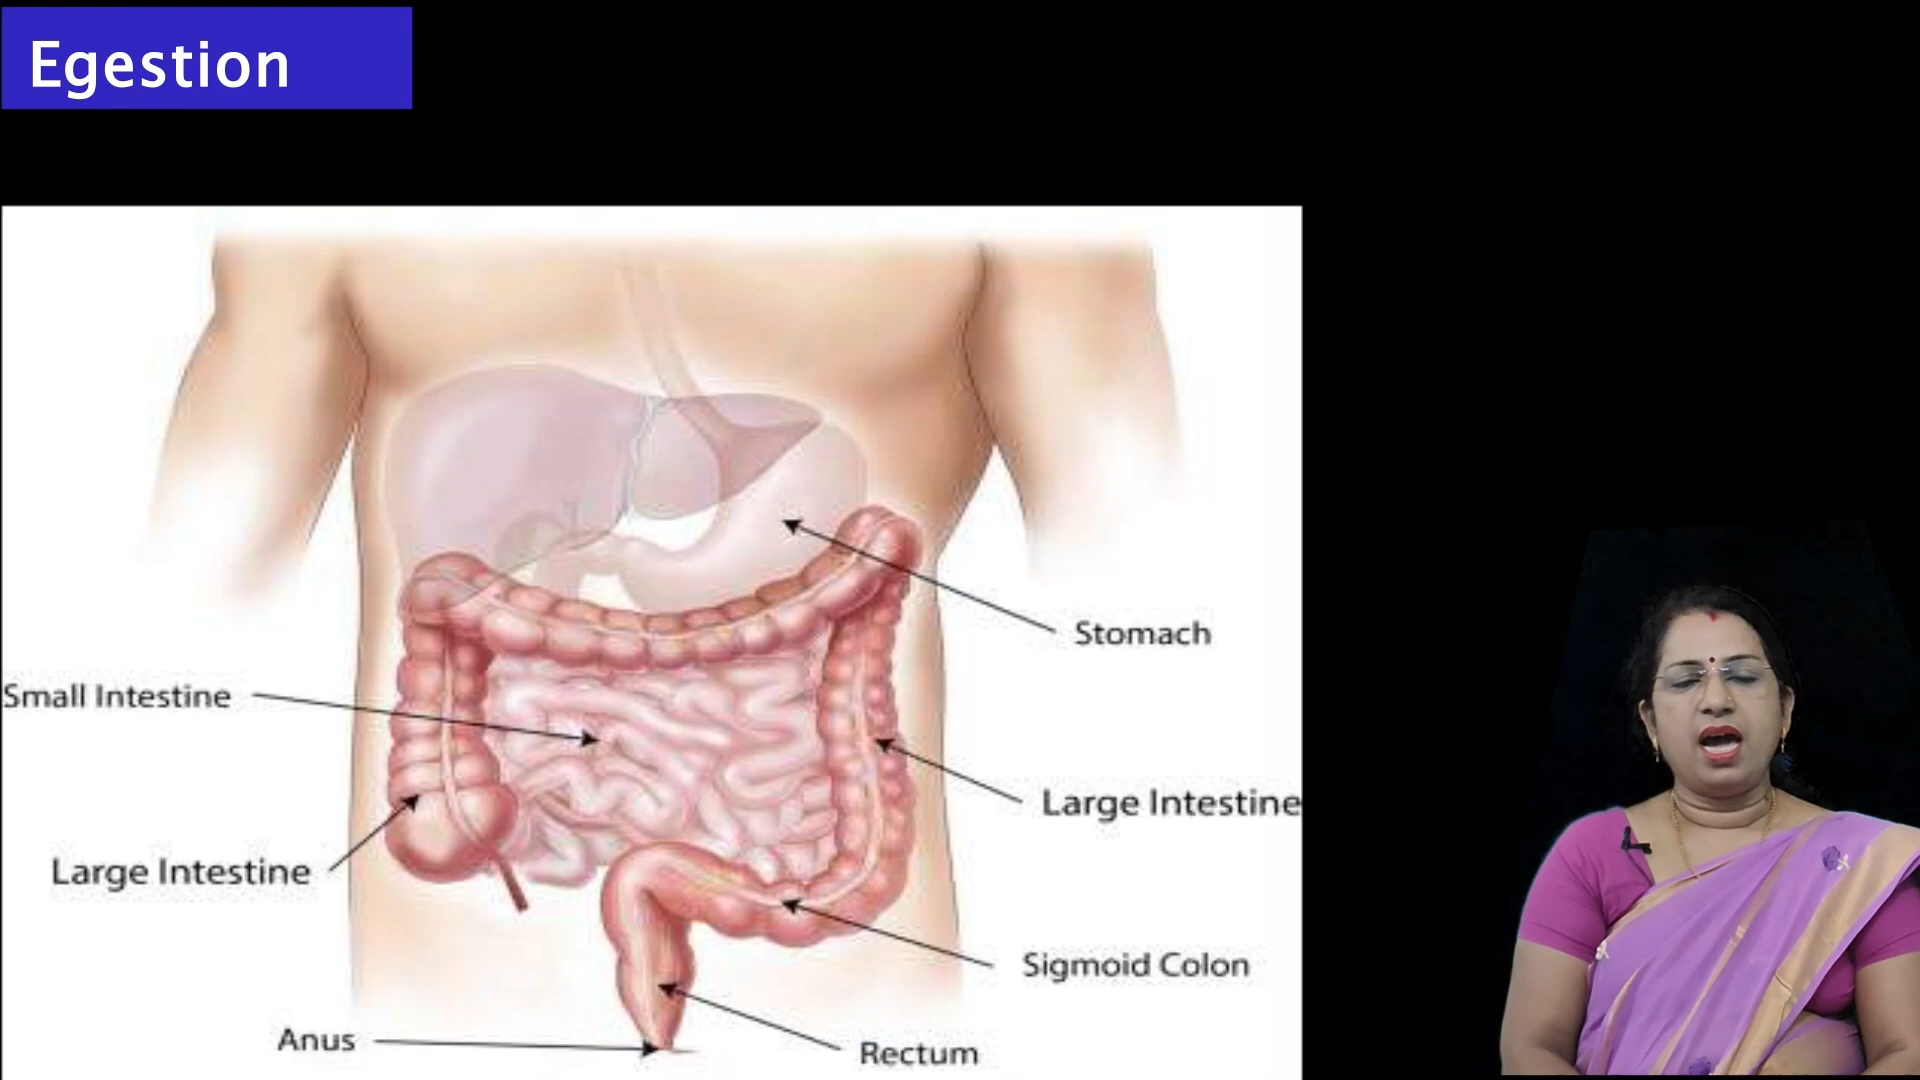 Egestion
Stomach
Small Intestine
Large Intestine
Large Intestine
Sigmoid Colon
Anus
Rectum